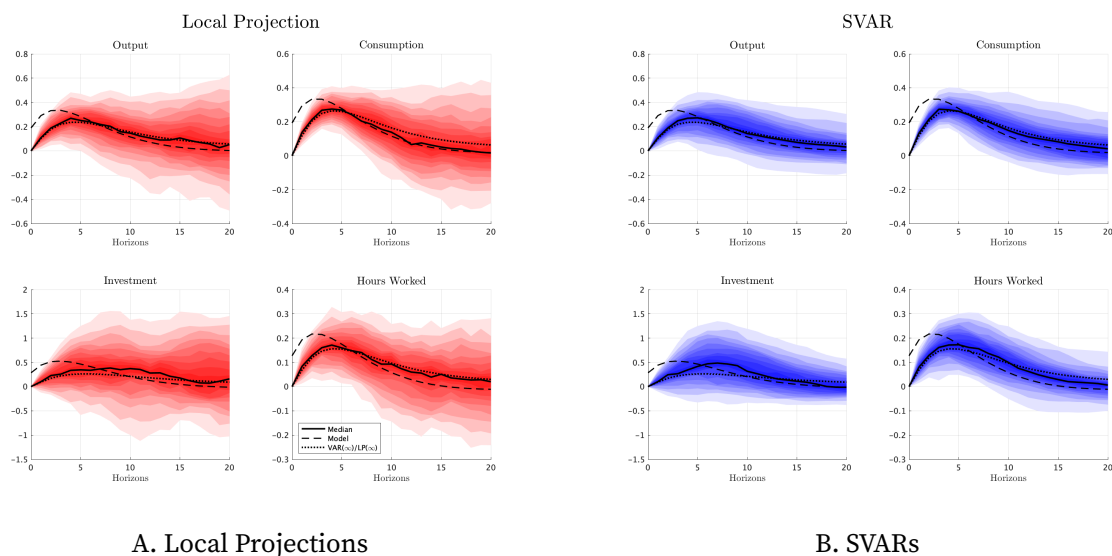 Local Projection
Output
0.8
0.6
0.4
0.2
0
−0.2
−0.4
−0.6
0 5 10 15 20
Horizons
Consumption
0.8
0.6
0.4
0.2
0
−0.2
−0.4
0 5 10 15 20
Horizons
Investment
2
1.5
1
0.5
0
−0.5
−1
−1.5
0 5 10 15 20
Horizons
Hours Worked
0.4
0.3
0.2
0.1
0
−0.1
−0.2
−0.3
Median
Model
VAR(∞)/LP(∞)
0 5 10 15 20
Horizons
A. Local Projections
SVAR
Output
0.8
0.6
0.4
0.2
0
−0.2
−0.4
−0.6
0 5 10 15 20
Horizons
Consumption
0.8
0.6
0.4
0.2
0
−0.2
−0.4
0 5 10 15 20
Horizons
Investment
2
1.5
1
0.5
0
−0.5
−1
−1.5
0 5 10 15 20
Horizons
Hours Worked
0.4
0.3
0.2
0.1
0
−0.1
−0.2
−0.3
0 5 10 15 20
Horizons
B. SVARs